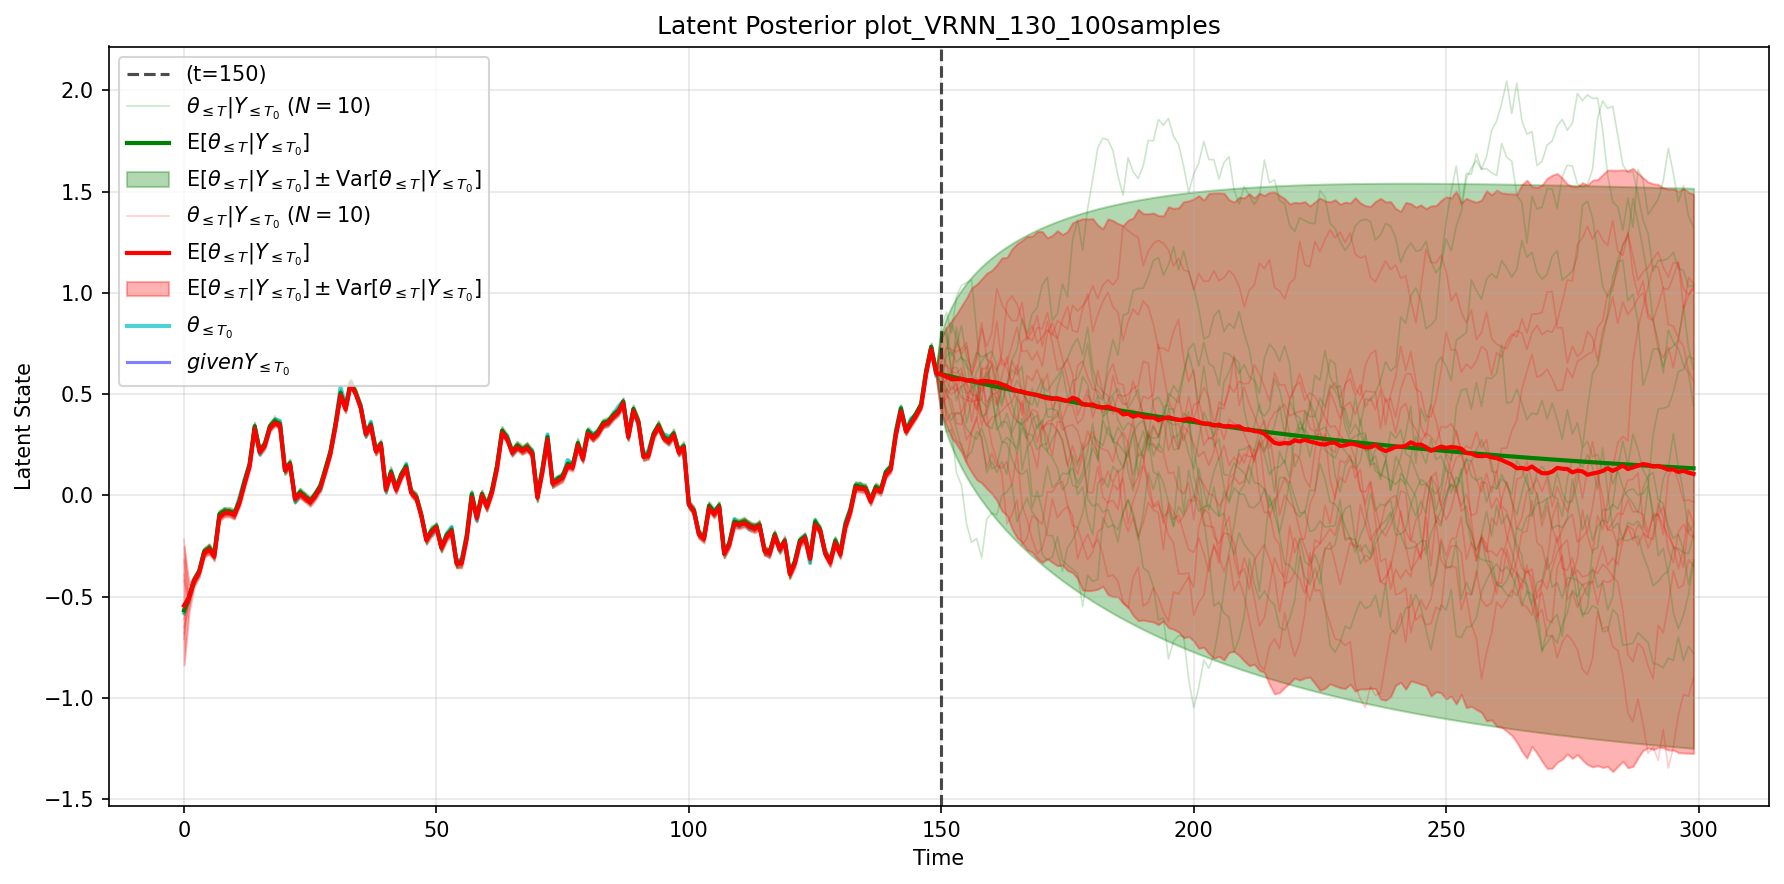 Latent Posterior plot_VRNN_130_100samples
(t=150)
θ≤T|Y≤T₀ (N = 10)
E[θ≤T|Y≤T₀]
E[θ≤T|Y≤T₀] ± Var[θ≤T|Y≤T₀]
θ≤T|Y≤T₀ (N = 10)
E[θ≤T|Y≤T₀]
E[θ≤T|Y≤T₀] ± Var[θ≤T|Y≤T₀]
θ≤T₀
givenY≤T₀
Latent State
2.0
1.5
1.0
0.5
0.0
−0.5
−1.0
−1.5
0 50 100 150 200 250 300
Time